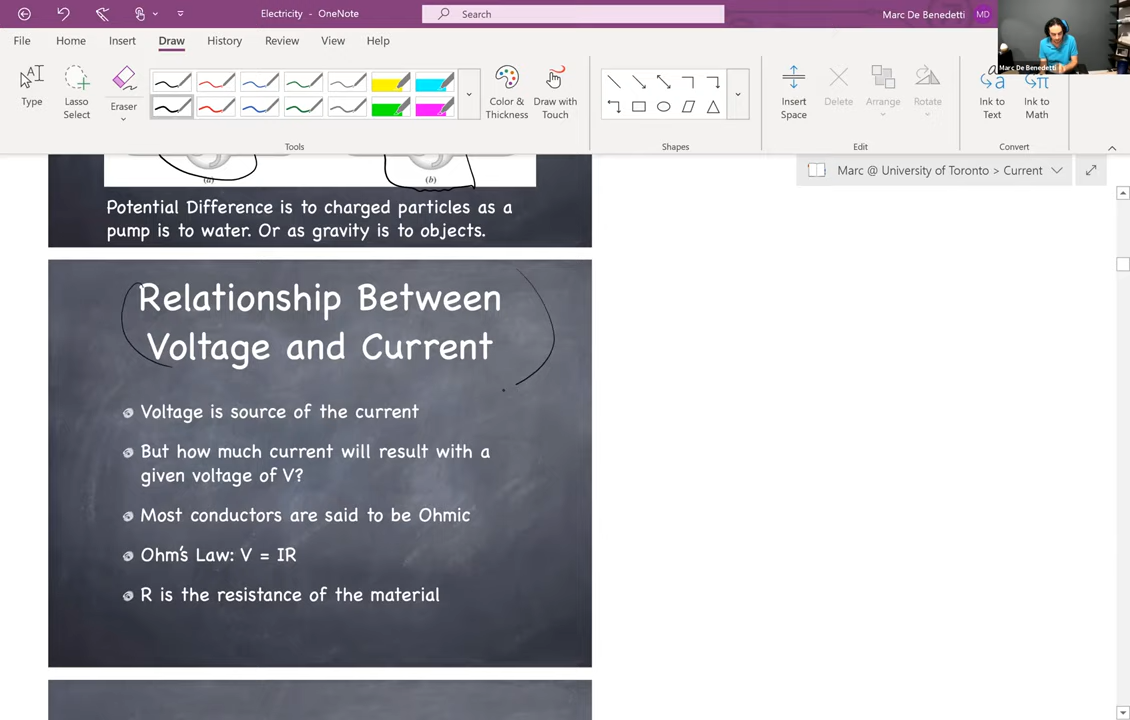 Electricity - OneNote
Search
Marc De Benedetti
MD
Marc De Benedetti
File
Home
Insert
Draw
History
Review
View
Help
Type
Lasso
Select
Eraser
Color &
Thickness
Draw with
Touch
Insert
Space
Delete
Arrange
Rotate
Ink to
Text
Ink to
Math
Tools
Shapes
Edit
Convert
Marc @ University of Toronto > Current
(a)
(b)
Potential Difference is to charged particles as a
pump is to water. Or as gravity is to objects.
Relationship Between
Voltage and Current
Voltage is source of the current
But how much current will result with a
given voltage of V?
Most conductors are said to be Ohmic
Ohm's Law: V = IR
R is the resistance of the material